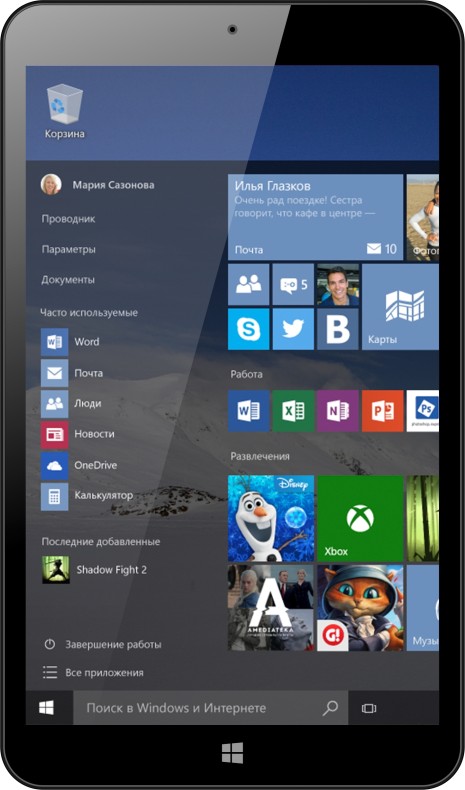 Корзина
Мария Сазонова
Проводник
Параметры
Документы
Часто используемые
Word
Почта
Люди
Новости
OneDrive
Калькулятор
Последние добавленные
Shadow Fight 2
Завершение работы
Все приложения
Илья Глазков
Очень рад поездке! Сестра
говорит, что кафе в центре —
Почта
10
Фотог
5
Карты
Работа
Развлечения
Disney
Xbox
A
AMEDIATEKA
G!
Музы
Поиск в Windows и Интернете